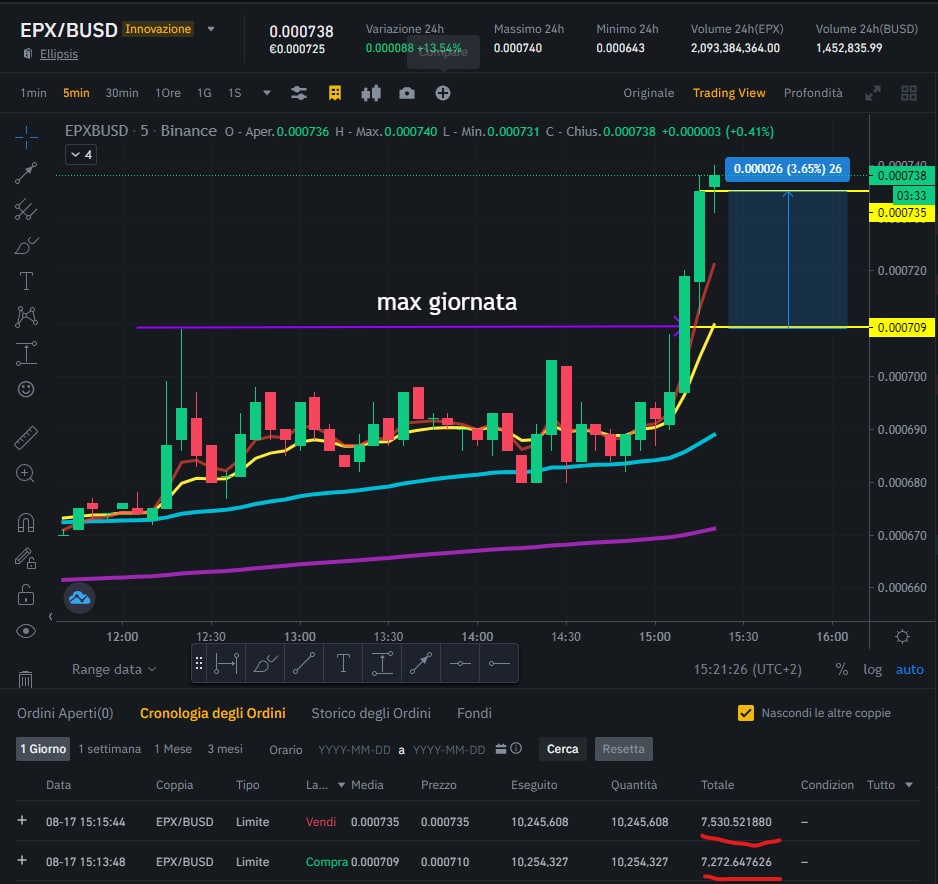 EPX/BUSD Innovazione
Ellipsis
0.000738
€0.000725
Variazione 24h
0.000088 +13.54%
Compare
Massimo 24h
0.000740
Minimo 24h
0.000643
Volume 24h(EPX)
2,093,384,364.00
Volume 24h(BUSD)
1,452,835.99
1min 5min 30min 1Ore 1G 1S
Originale Trading View Profondità
EPXBUSD · 5 · Binance O - Aper.0.000736 H - Max.0.000740 L - Min.0.000731 C - Chius.0.000738 +0.000003 (+0.41%)
4
0.000026 (3.65%) 26
0.000740
0.000738
03:33
0.000735
0.000720
max giornata
0.000709
0.000700
0.000690
0.000680
0.000670
0.000660
12:00 12:30 13:00 13:30 14:00 14:30 15:00 15:30 16:00
Range data
T
15:21:26 (UTC+2) % log auto
Ordini Aperti(0) Cronologia degli Ordini Storico degli Ordini Fondi
Nascondi le altre coppie
1 Giorno 1 settimana 1 Mese 3 mesi Orario YYYY-MM-DD a YYYY-MM-DD Cerca Resetta
Data Coppia Tipo La... Media Prezzo Eseguito Quantità Totale Condizion Tutto
+ 08-17 15:15:44 EPX/BUSD Limite Vendi 0.000735 0.000735 10,245,608 10,245,608 7,530.521880 –
+ 08-17 15:13:48 EPX/BUSD Limite Compra 0.000709 0.000710 10,254,327 10,254,327 7,272.647626 –